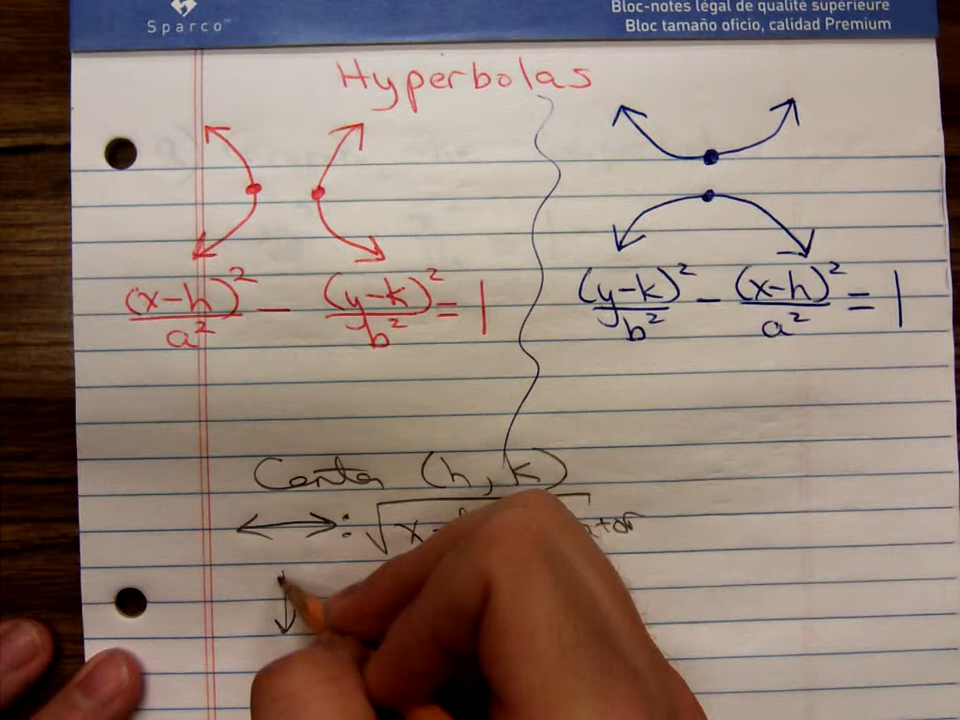 Sparco™
Bloc-notes légal de qualité supérieure
Bloc tamaño oficio, calidad Premium
Hyperbolas
(x-h)²/a² - (y-k)²/b² = 1
(y-k)²/b² - (x-h)²/a² = 1
Center (h, k)
↔ : √x-